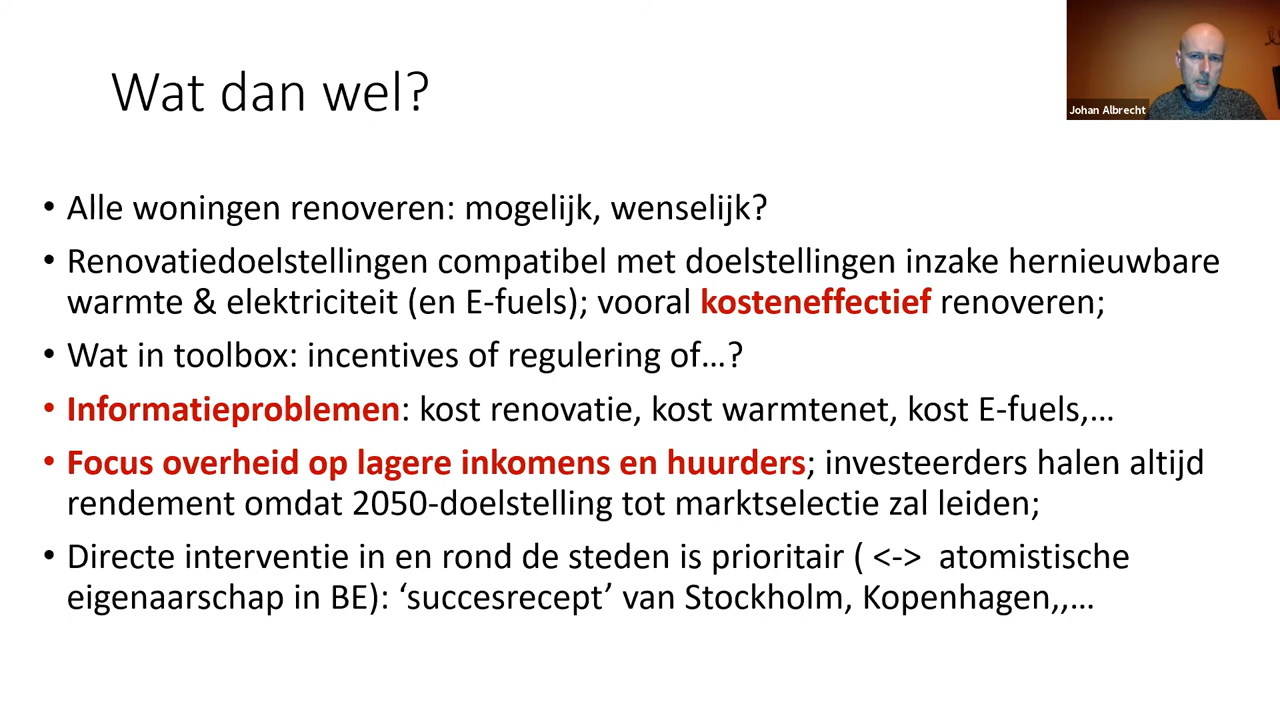 Wat dan wel?
Johan Albrecht
• Alle woningen renoveren: mogelijk, wenselijk?
• Renovatiedoelstellingen compatibel met doelstellingen inzake hernieuwbare
warmte & elektriciteit (en E-fuels); vooral kosteneffectief renoveren;
• Wat in toolbox: incentives of regulering of…?
• Informatieproblemen: kost renovatie, kost warmtenet, kost E-fuels,…
• Focus overheid op lagere inkomens en huurders; investeerders halen altijd
rendement omdat 2050-doelstelling tot marktselectie zal leiden;
• Directe interventie in en rond de steden is prioritair ( <-> atomistische
eigenaarschap in BE): ‘succesrecept’ van Stockholm, Kopenhagen,,…